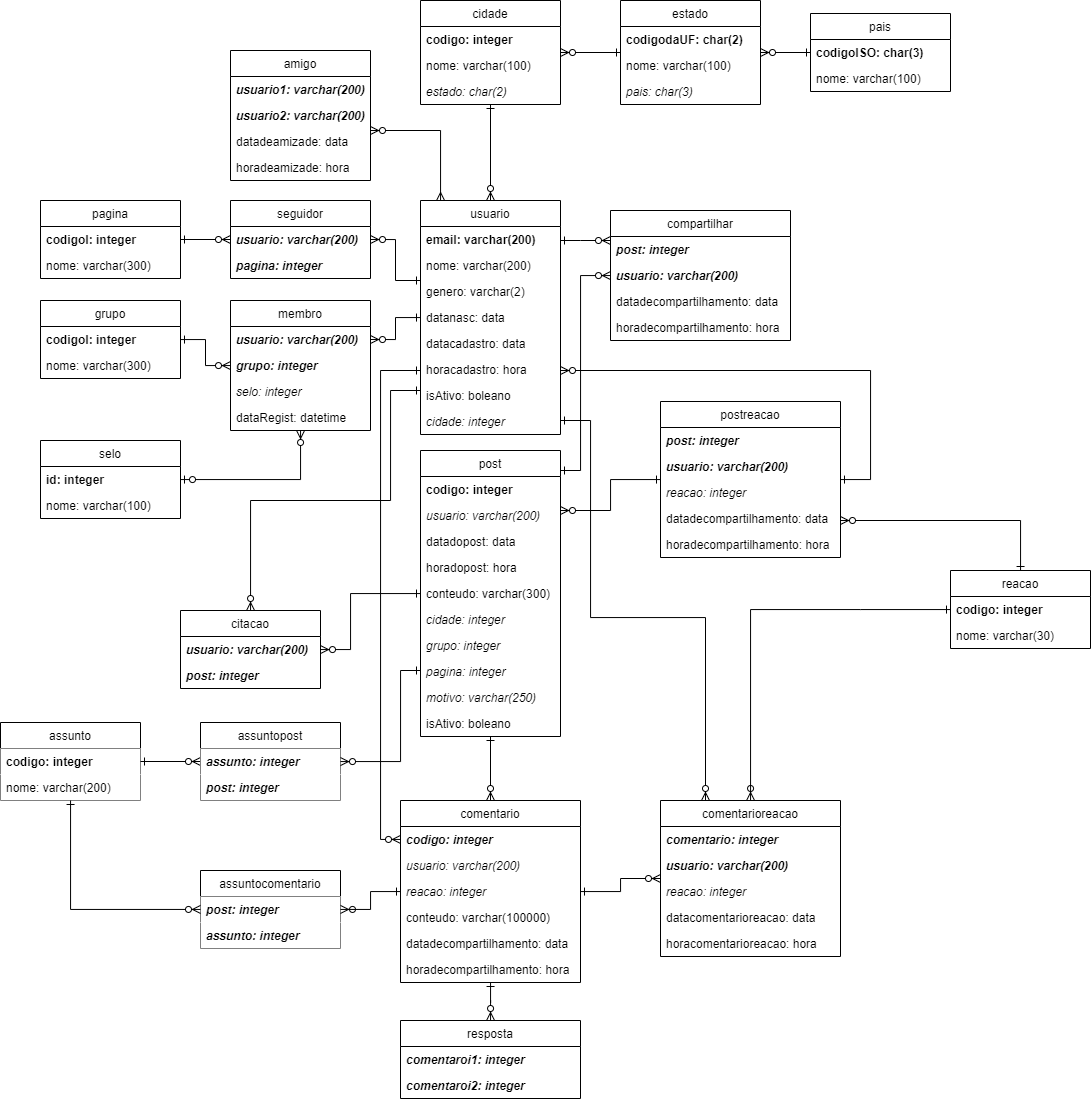 cidade
codigo: integer
nome: varchar(100)
estado: char(2)
estado
codigodaUF: char(2)
nome: varchar(100)
pais: char(3)
pais
codigoISO: char(3)
nome: varchar(100)
amigo
usuario1: varchar(200)
usuario2: varchar(200)
datadeamizade: data
horadeamizade: hora
pagina
codigol: integer
nome: varchar(300)
seguidor
usuario: varchar(200)
pagina: integer
usuario
email: varchar(200)
nome: varchar(200)
genero: varchar(2)
datanasc: data
datacadastro: data
horacadastro: hora
isAtivo: boleano
cidade: integer
compartilhar
post: integer
usuario: varchar(200)
datadecompartilhamento: data
horadecompartilhamento: hora
grupo
codigol: integer
nome: varchar(300)
membro
usuario: varchar(200)
grupo: integer
selo: integer
dataRegist: datetime
selo
id: integer
nome: varchar(100)
post
codigo: integer
usuario: varchar(200)
datadopost: data
horadopost: hora
conteudo: varchar(300)
cidade: integer
grupo: integer
pagina: integer
motivo: varchar(250)
isAtivo: boleano
postreacao
post: integer
usuario: varchar(200)
reacao: integer
datadecompartilhamento: data
horadecompartilhamento: hora
reacao
codigo: integer
nome: varchar(30)
citacao
usuario: varchar(200)
post: integer
assunto
codigo: integer
nome: varchar(200)
assuntopost
assunto: integer
post: integer
comentario
codigo: integer
usuario: varchar(200)
reacao: integer
conteudo: varchar(100000)
datadecompartilhamento: data
horadecompartilhamento: hora
comentarioreacao
comentario: integer
usuario: varchar(200)
reacao: integer
datacomentarioreacao: data
horacomentarioreacao: hora
assuntocomentario
post: integer
assunto: integer
resposta
comentaroi1: integer
comentaroi2: integer